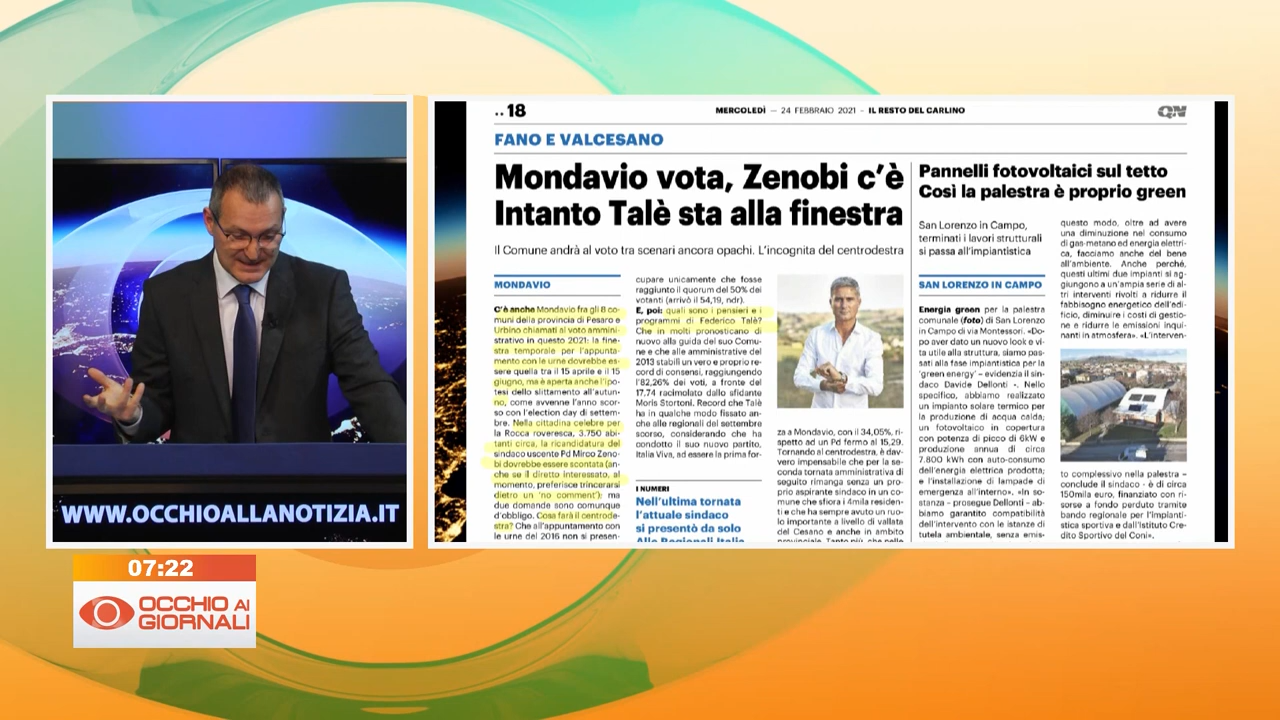 WWW.OCCHIOALLANOTIZIA.IT
07:22
OCCHIO AI
GIORNALI
.. 18
MERCOLEDÌ — 24 FEBBRAIO 2021 – IL RESTO DEL CARLINO
QN
FANO E VALCESANO
Mondavio vota, Zenobi c'è
Intanto Talè sta alla finestra
Il Comune andrà al voto tra scenari ancora opachi. L'incognita del centrodestra
MONDAVIO
C'è anche Mondavio fra gli 8 co-
muni della provincia di Pesaro e
Urbino chiamati al voto ammini-
strativo in questo 2021: la fine-
stra temporale per l'appunta-
mento con le urne dovrebbe es-
sere quella tra il 15 aprile e il 15
giugno, ma è aperta anche l'ipo-
tesi dello slittamento all'autun-
no, come avvenne l'anno scor-
so con l'election day di settem-
bre. Nella cittadina celebre per
la Rocca roveresca, 3.750 abi-
tanti circa, la ricandidatura del
sindaco uscente Pd Mirco Zeno-
bi dovrebbe essere scontata (an-
che se il diretto interessato, al
momento, preferisce trincerarsi
dietro un 'no comment'): ma
due domande sono comunque
d'obbligo. Cosa farà il centrode-
stra? Che all'appuntamento con
le urne del 2016 non si presen-
cupare unicamente che fosse
raggiunto il quorum del 50% dei
votanti (arrivò il 54,19, ndr).
E, poi: quali sono i pensieri e i
programmi di Federico Talè?
Che in molti pronosticano di
nuovo alla guida del suo Comu-
ne e che alle amministrative del
2013 stabilì un vero e proprio re-
cord di consensi, raggiungendo
l'82,26% dei voti, a fronte del
17,74 racimolato dallo sfidante
Moris Stortoni. Record che Talè
ha in qualche modo fissato an-
che alle regionali del settembre
scorso, considerando che ha
condotto il suo nuovo partito,
Italia Viva, ad essere la prima for-
I NUMERI
Nell'ultima tornata
l'attuale sindaco
si presentò da solo
Alle Regionali Italia
za a Mondavio, con il 34,05%, ri-
spetto ad un Pd fermo al 15,29.
Tornando al centrodestra, è dav-
vero impensabile che per la se-
conda tornata amministrativa di
seguito rimanga senza un pro-
prio aspirante sindaco in un co-
mune che sfiora i 4mila residen-
ti e che ha sempre avuto un ruo-
lo importante a livello di vallata
del Cesano e anche in ambito
provinciale. Tanto più che nelle
Pannelli fotovoltaici sul tetto
Così la palestra è proprio green
San Lorenzo in Campo,
terminati i lavori strutturali
si passa all'impiantistica
SAN LORENZO IN CAMPO
Energia green per la palestra
comunale (foto) di San Lorenzo
in Campo di via Montessori. «Do-
po aver dato un nuovo look e vi-
ta utile alla struttura, siamo pas-
sati alla fase impiantistica per la
'green energy' – evidenzia il sin-
daco Davide Dellonti -. Nello
specifico, abbiamo realizzato
un impianto solare termico per
la produzione di acqua calda;
un fotovoltaico in copertura
con potenza di picco di 6kW e
produzione annua di circa
7.800 kWh con auto-consumo
dell'energia elettrica prodotta;
e l'installazione di lampade di
emergenza all'interno». «In so-
stanza - prosegue Dellonti – ab-
biamo garantito compatibilità
dell'intervento con le istanze di
tutela ambientale, senza emis-
questo modo, oltre ad avere
una diminuzione nel consumo
di gas-metano ed energia elettri-
ca, facciamo anche del bene
all'ambiente. Anche perché,
questi ultimi due impianti si ag-
giungono a un'ampia serie di al-
tri interventi rivolti a ridurre il
fabbisogno energetico dell'edi-
ficio, diminuire i costi di gestio-
ne e ridurre le emissioni inqui-
nanti in atmosfera». «L'interven-
to complessivo nella palestra –
conclude il sindaco - è di circa
150mila euro, finanziato con ri-
sorse a fondo perduto tramite
bando regionale per l'impianti-
stica sportiva e dall'Istituto Cre-
dito Sportivo del Coni».